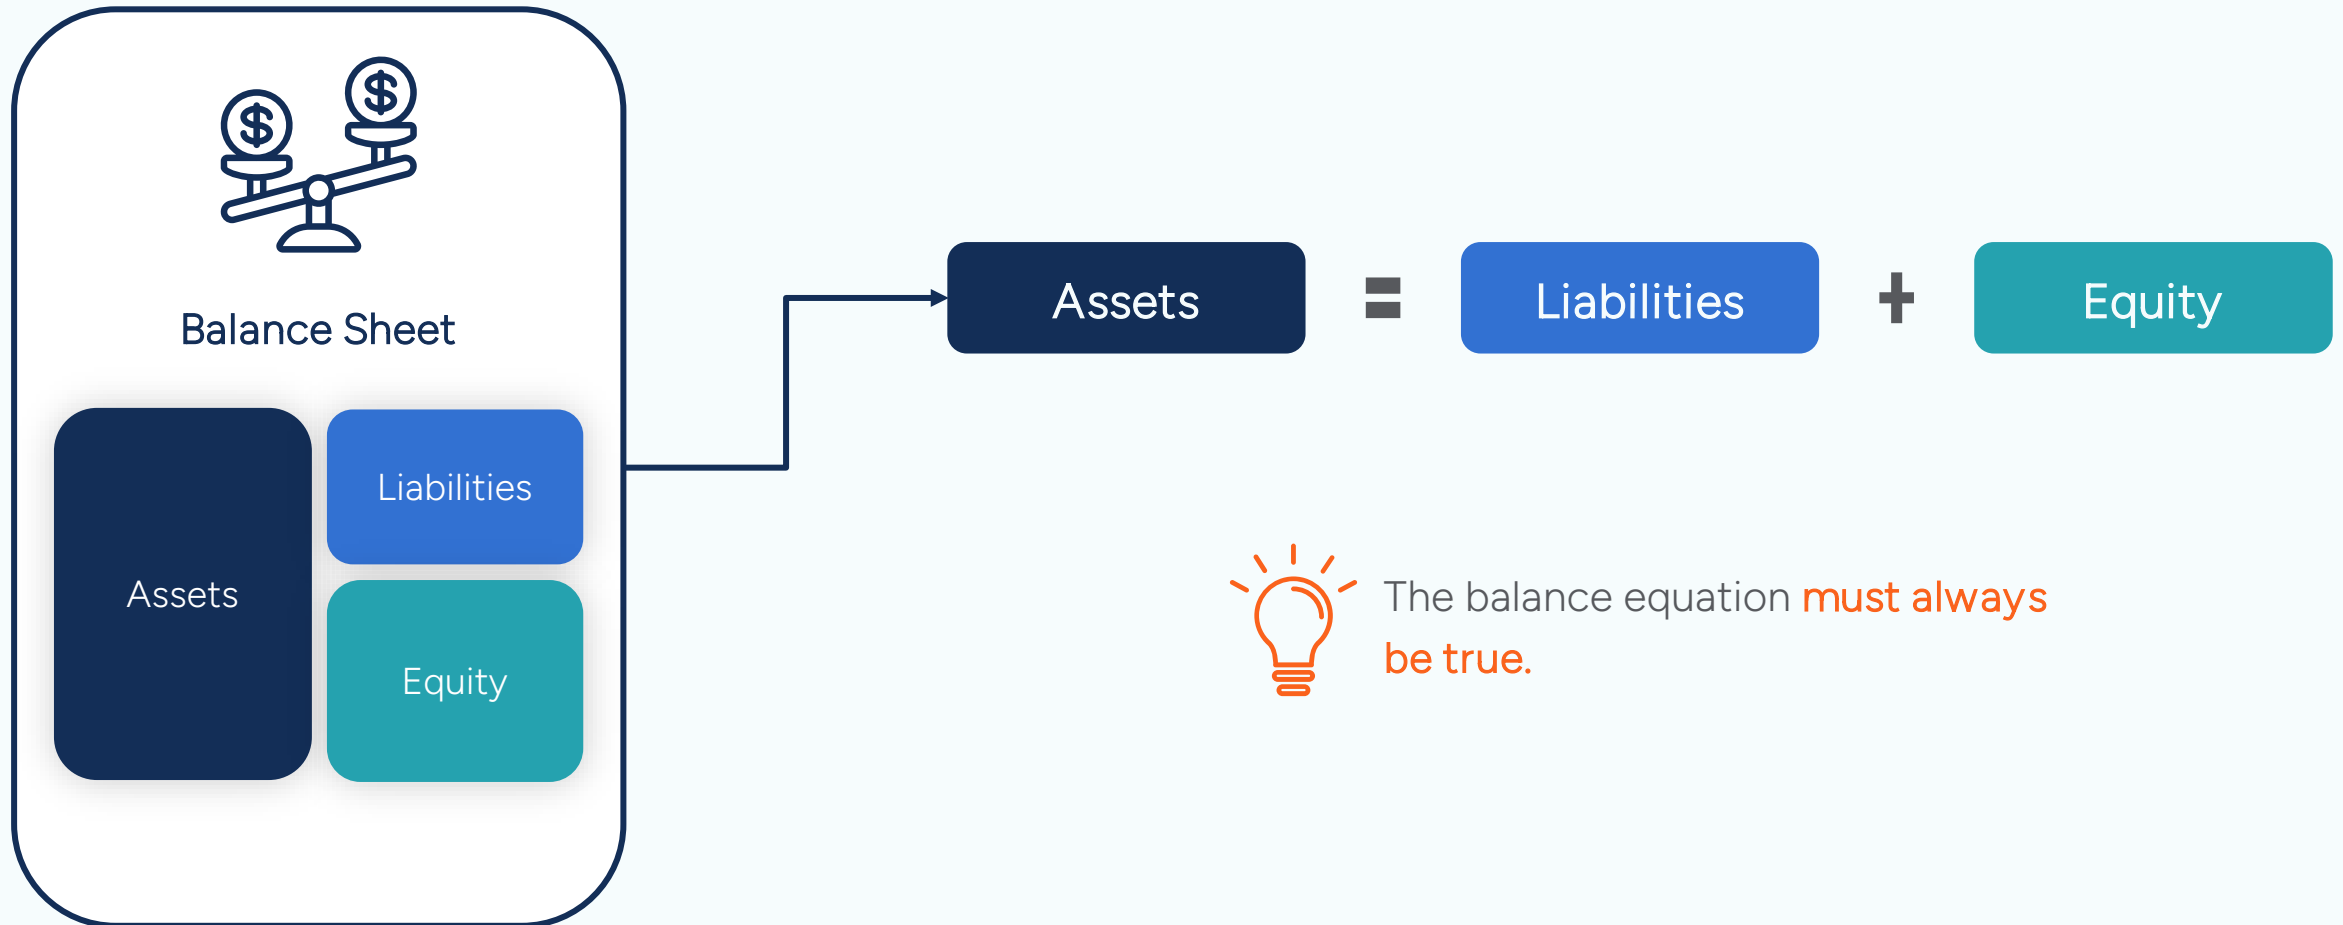 $ $
Balance Sheet
Assets
Liabilities
Equity
Assets = Liabilities + Equity
The balance equation must always
be true.